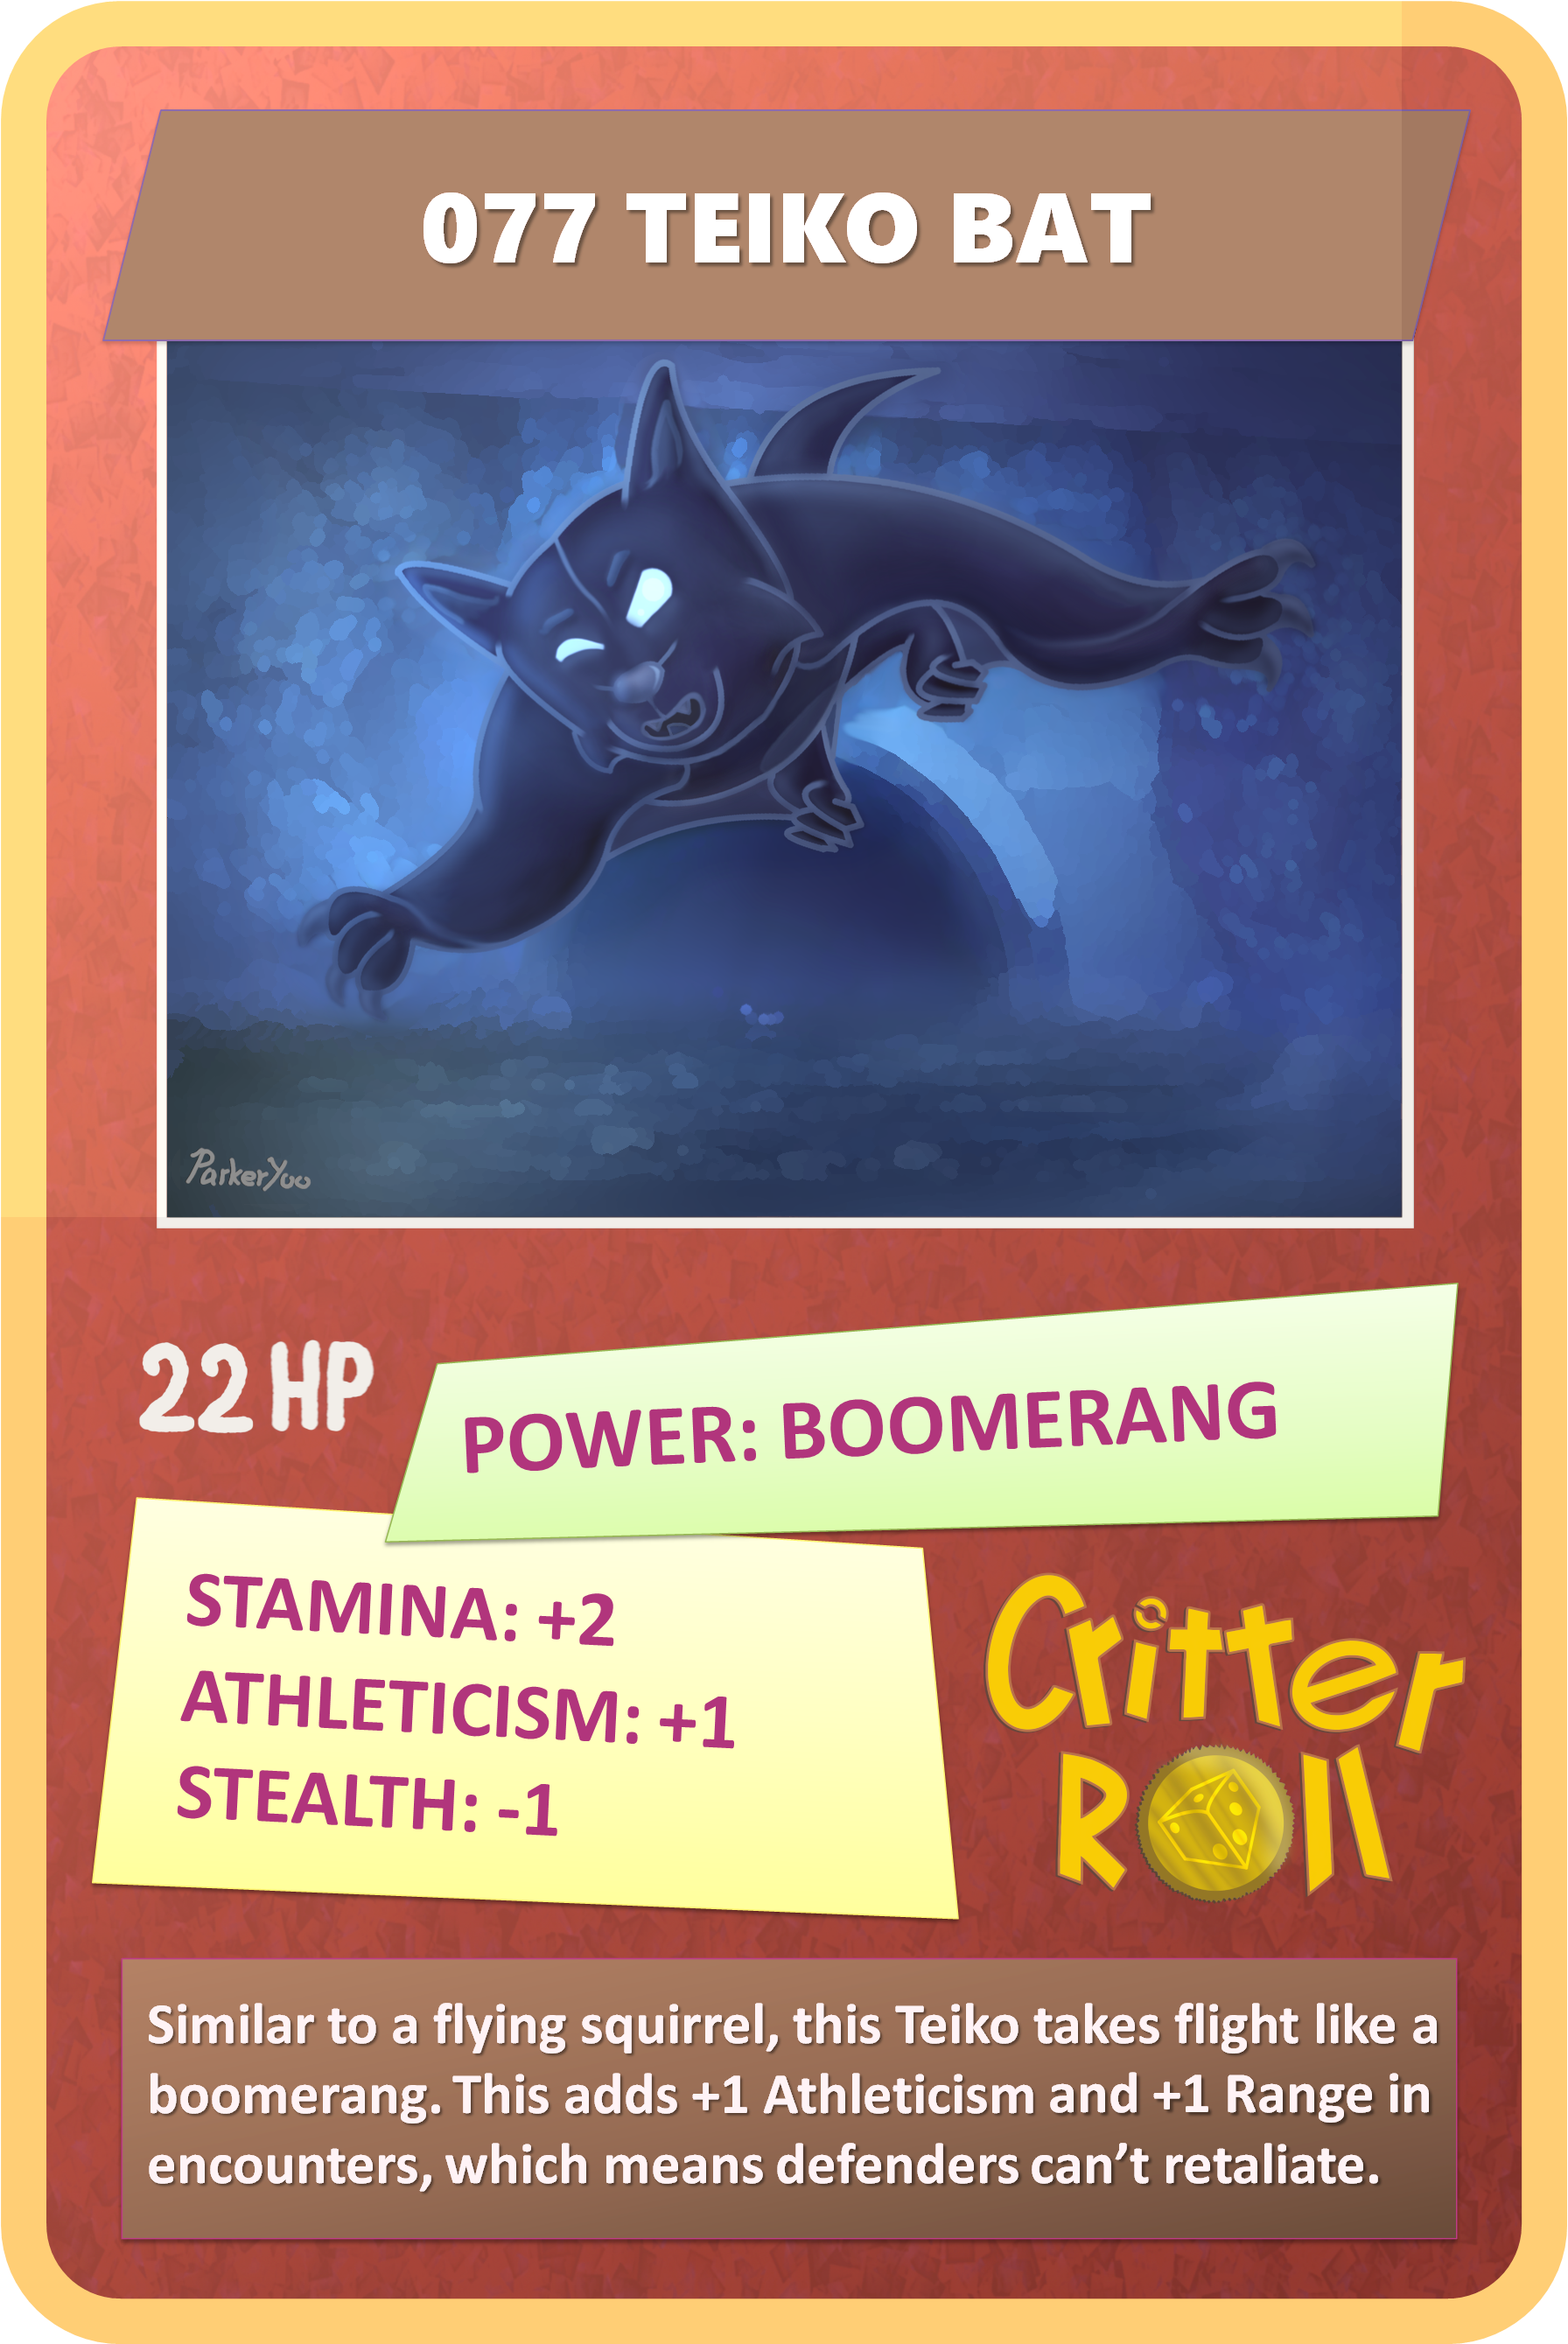 077 TEIKO BAT
ParkerYoo
22 HP
POWER: BOOMERANG
STAMINA: +2
ATHLETICISM: +1
STEALTH: -1
Critter
Roll
Similar to a flying squirrel, this Teiko takes flight like a
boomerang. This adds +1 Athleticism and +1 Range in
encounters, which means defenders can’t retaliate.